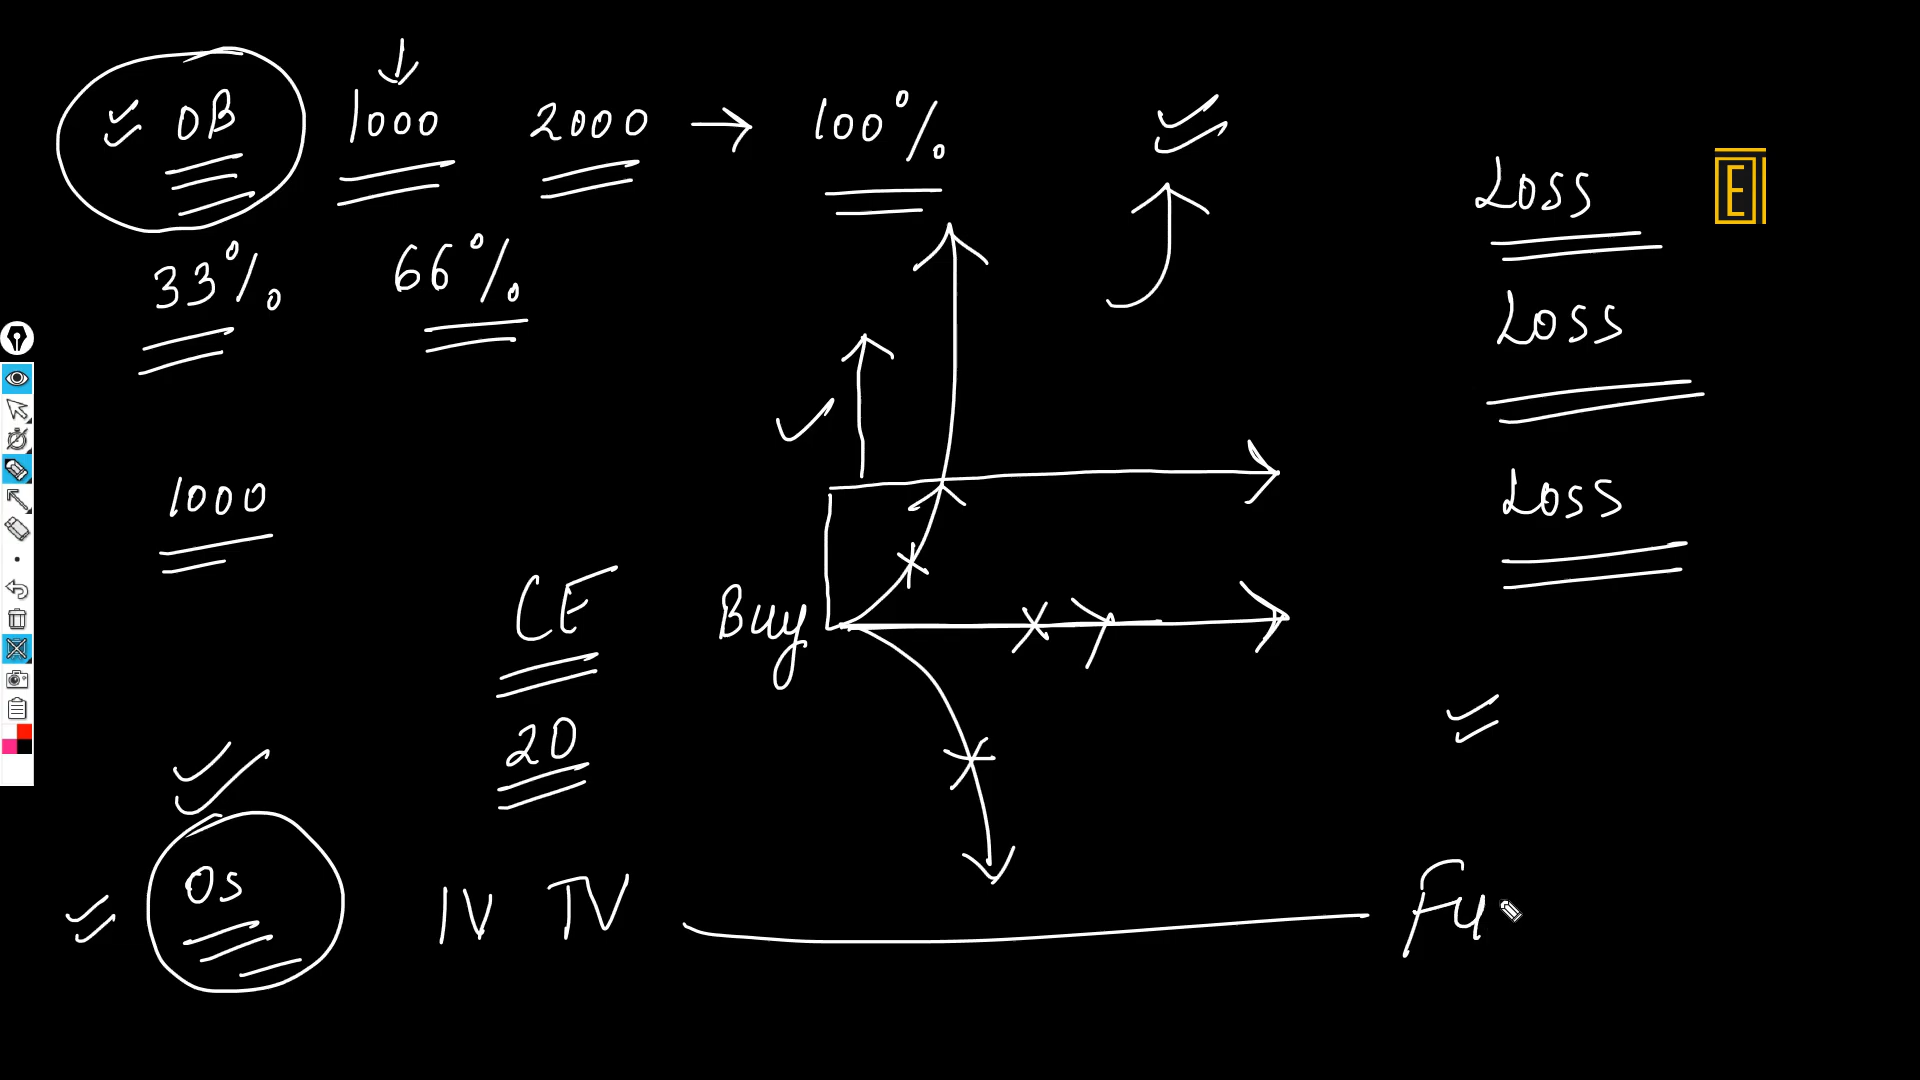 OB 1000 2000 → 100%
33% 66%
Loss
E
Loss
1000
Loss
CE Buy
20
OS IV TV Fu